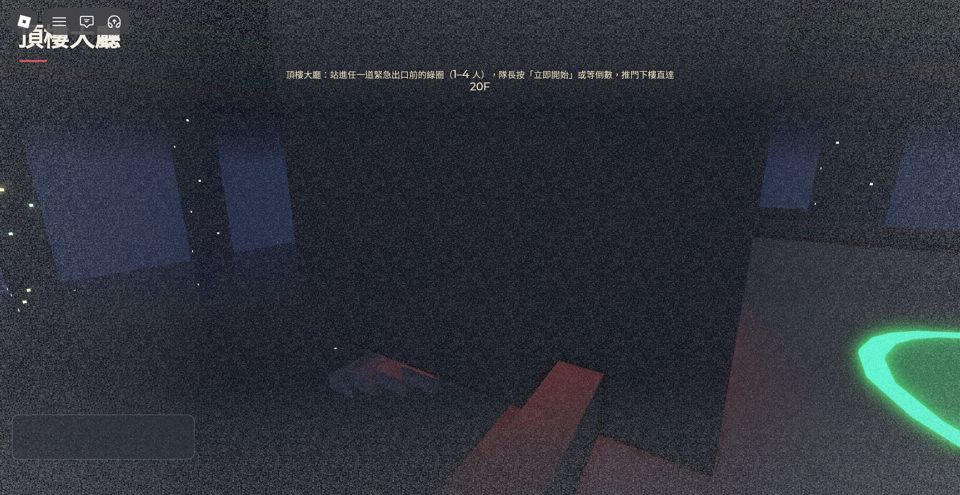 頂樓大廳
頂樓大廳：站進任一道緊急出口前的綠圈（1–4 人），隊長按「立即開始」或等倒數，推門下樓直達
20F